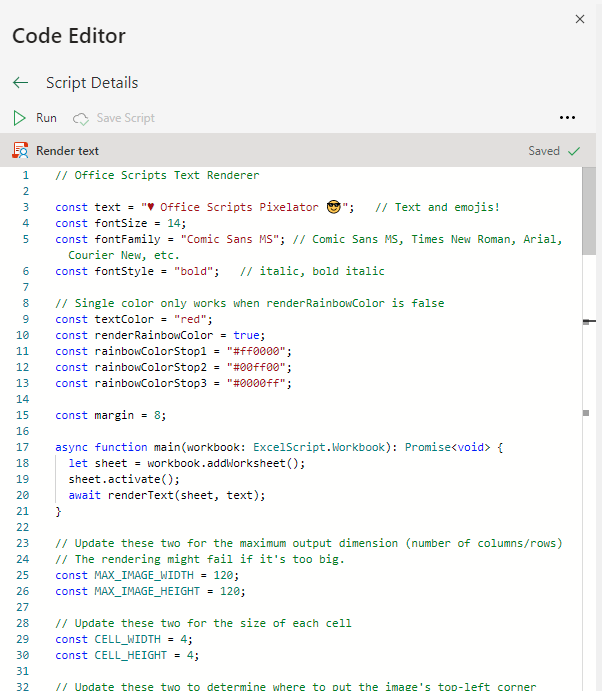 Code Editor
Script Details
Run Save Script
Render text Saved
1 // Office Scripts Text Renderer
2
3 const text = "♥ Office Scripts Pixelator 😎"; // Text and emojis!
4 const fontSize = 14;
5 const fontFamily = "Comic Sans MS"; // Comic Sans MS, Times New Roman, Arial,
Courier New, etc.
6 const fontStyle = "bold"; // italic, bold italic
7
8 // Single color only works when renderRainbowColor is false
9 const textColor = "red";
10 const renderRainbowColor = true;
11 const rainbowColorStop1 = "#ff0000";
12 const rainbowColorStop2 = "#00ff00";
13 const rainbowColorStop3 = "#0000ff";
14
15 const margin = 8;
16
17 async function main(workbook: ExcelScript.Workbook): Promise<void> {
18 let sheet = workbook.addWorksheet();
19 sheet.activate();
20 await renderText(sheet, text);
21 }
22
23 // Update these two for the maximum output dimension (number of columns/rows)
24 // The rendering might fail if it's too big.
25 const MAX_IMAGE_WIDTH = 120;
26 const MAX_IMAGE_HEIGHT = 120;
27
28 // Update these two for the size of each cell
29 const CELL_WIDTH = 4;
30 const CELL_HEIGHT = 4;
31
32 // Update these two to determine where to put the image's top-left corner